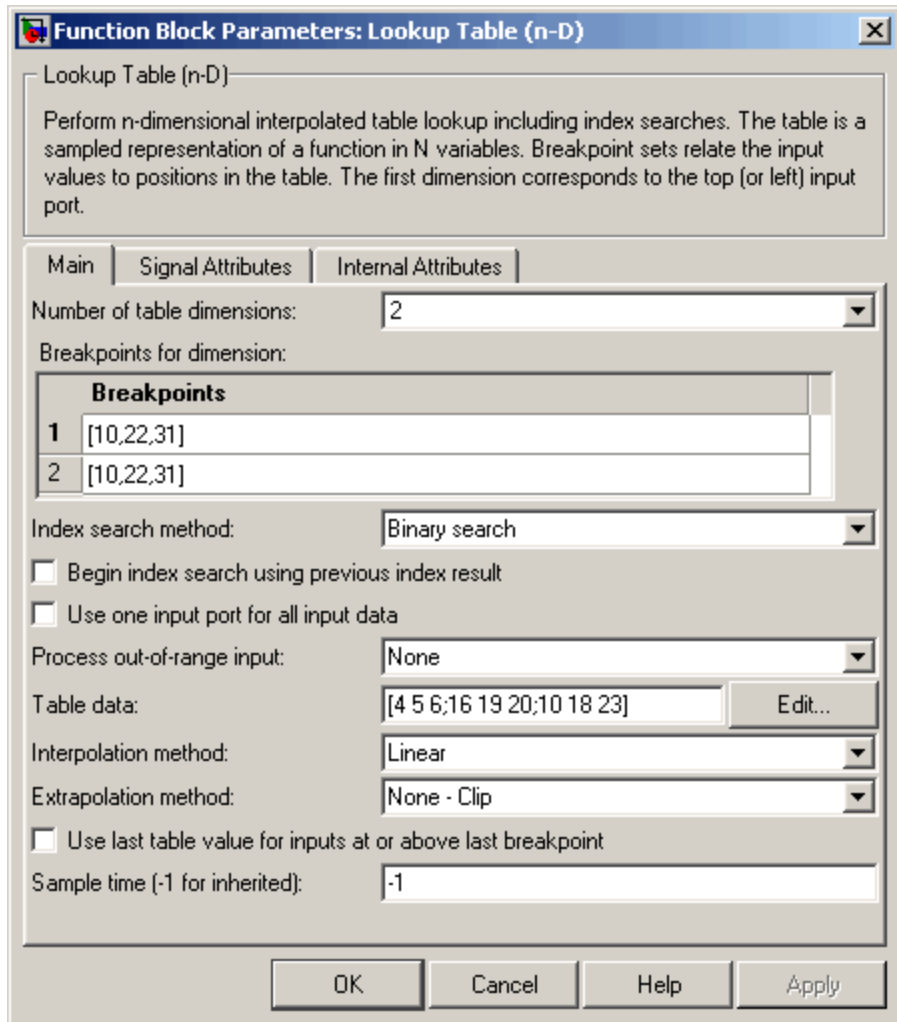 Function Block Parameters: Lookup Table (n-D)
Lookup Table (n-D)
Perform n-dimensional interpolated table lookup including index searches. The table is a
sampled representation of a function in N variables. Breakpoint sets relate the input
values to positions in the table. The first dimension corresponds to the top (or left) input
port.
Main Signal Attributes Internal Attributes
Number of table dimensions: 2
Breakpoints for dimension:
Breakpoints
1 [10,22,31]
2 [10,22,31]
Index search method: Binary search
Begin index search using previous index result
Use one input port for all input data
Process out-of-range input: None
Table data: [4 5 6;16 19 20;10 18 23] Edit...
Interpolation method: Linear
Extrapolation method: None - Clip
Use last table value for inputs at or above last breakpoint
Sample time (-1 for inherited): -1
OK Cancel Help Apply